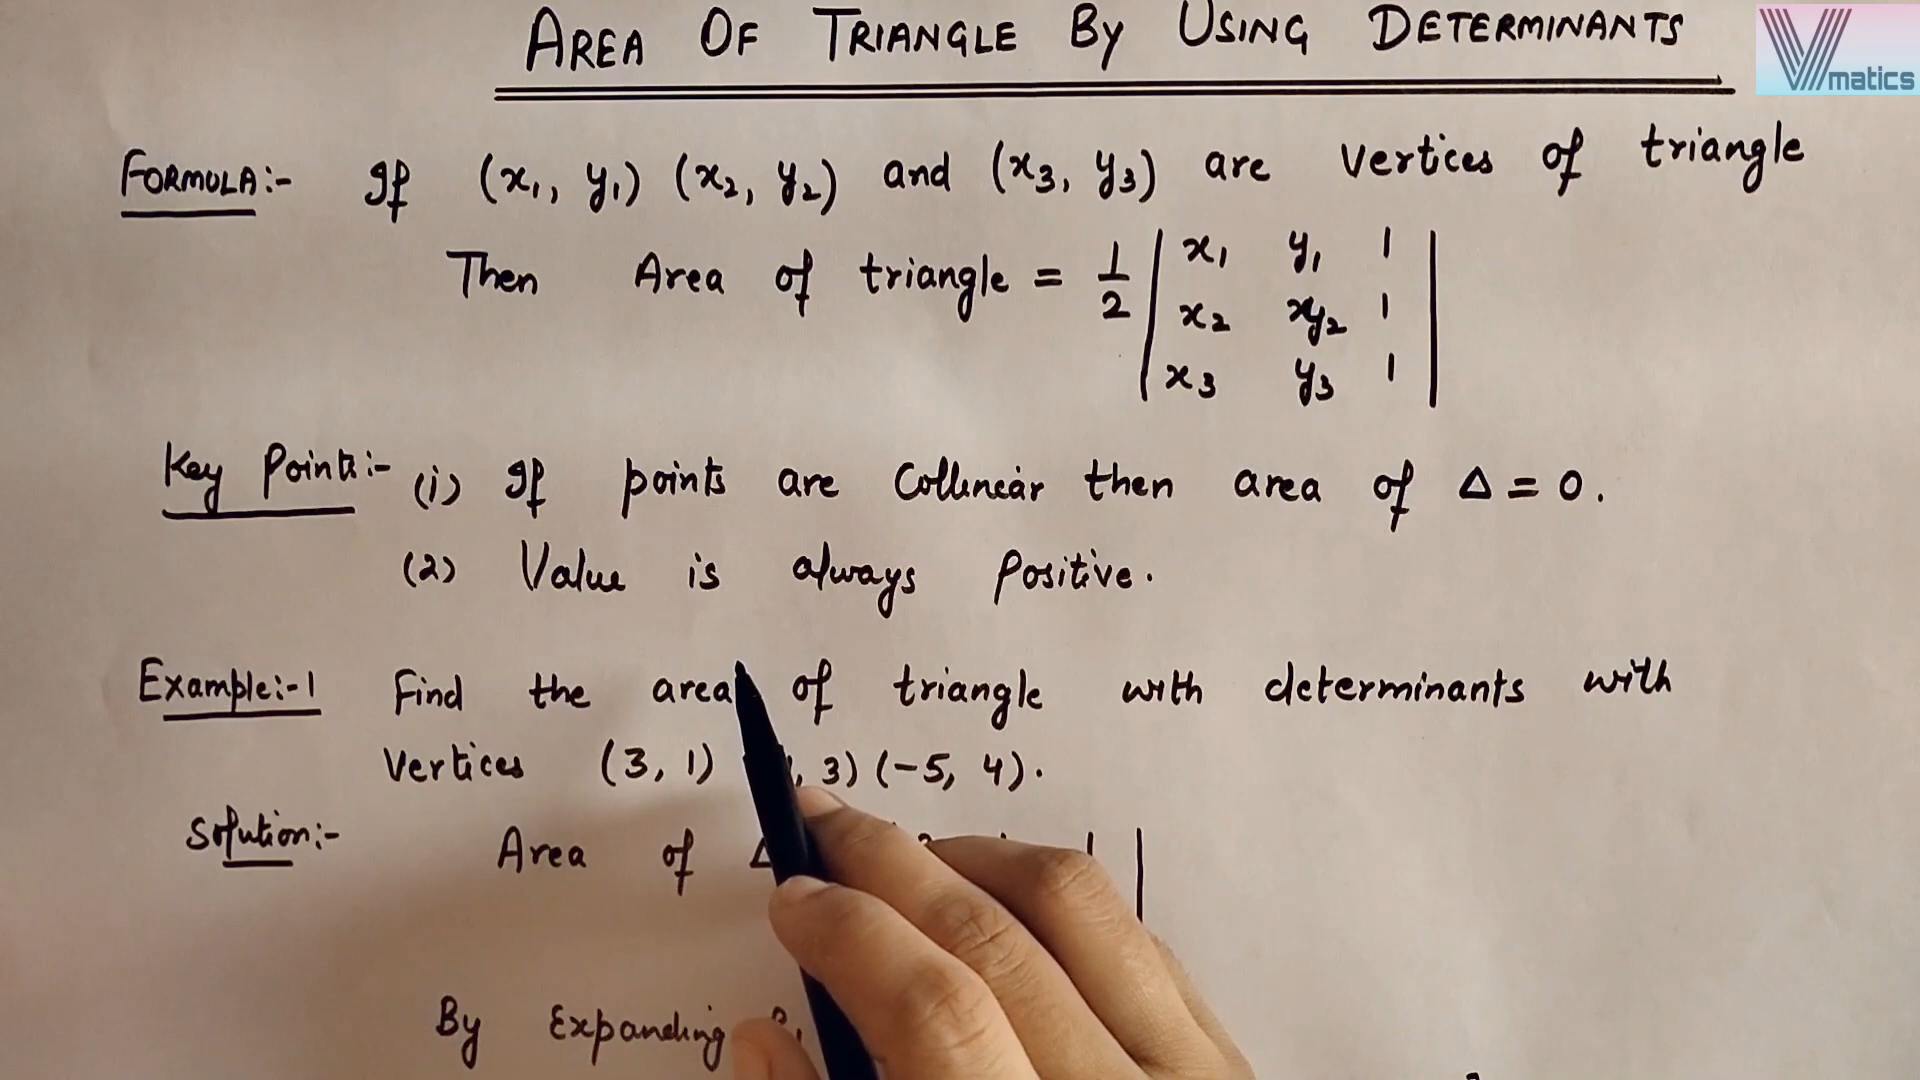 AREA OF TRIANGLE BY USING DETERMINANTS
Vmatics
FORMULA:- If (x₁, y₁) (x₂, y₂) and (x₃, y₃) are vertices of triangle
Then Area of triangle = 1/2 | x₁ y₁ 1 |
| x₂ y₂ 1 |
| x₃ y₃ 1 |
Key Points:- (i) If points are Collinear then area of Δ = 0.
(2) Value is always Positive.
Example:-1 Find the area of triangle with determinants with
Vertices (3, 1) , 3) (-5, 4).
Solution:- Area of Δ
By Expanding